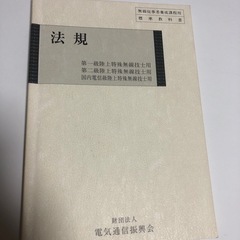 無線従事者養成課程用
標準教科書
法規
第一級陸上特殊無線技士用
第二級陸上特殊無線技士用
国内電信級陸上特殊無線技士用
財団法人
電気通信振興会